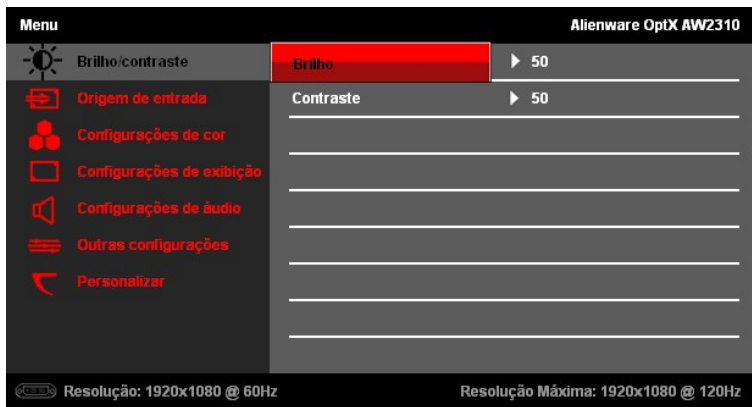 Menu
Alienware OptX AW2310
Brilho/contraste
Brilho
50
Origem de entrada
Contraste
50
Configurações de cor
Configurações de exibição
Configurações de áudio
Outras configurações
Personalizar
Resolução: 1920x1080 @ 60Hz
Resolução Máxima: 1920x1080 @ 120Hz